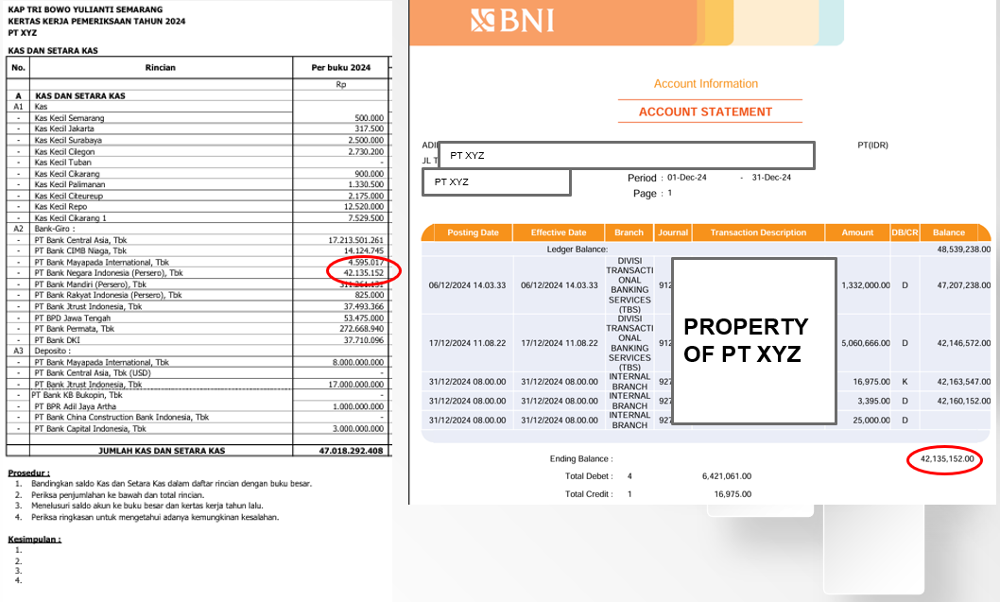 KAP TRI BOWO YULIANTI SEMARANG
KERTAS KERJA PEMERIKSAAN TAHUN 2024
PT XYZ
KAS DAN SETARA KAS
No. Rincian Per buku 2024
Rp
A KAS DAN SETARA KAS
A1 Kas
- Kas Kecil Semarang 500.000
- Kas Kecil Jakarta 317.500
- Kas Kecil Surabaya 2.500.000
- Kas Kecil Cilegon 2.730.200
- Kas Kecil Tuban -
- Kas Kecil Cikarang 900.000
- Kas Kecil Palimanan 1.330.500
- Kas Kecil Citeureup 2.175.000
- Kas Kecil Repo 12.520.000
- Kas Kecil Cikarang 1 7.529.500
A2 Bank-Giro :
- PT Bank Central Asia, Tbk 17.213.501.261
- PT Bank CIMB Niaga, Tbk 14.124.745
- PT Bank Mayapada International, Tbk 4.595.017
- PT Bank Negara Indonesia (Persero), Tbk 42.135.152
- PT Bank Mandiri (Persero), Tbk
- PT Bank Rakyat Indonesia (Persero), Tbk 825.000
- PT Bank Jtrust Indonesia, Tbk 37.493.366
- PT BPD Jawa Tengah 53.475.000
- PT Bank Permata, Tbk 272.668.940
- PT Bank DKI 37.710.096
A3 Deposito :
- PT Bank Mayapada International, Tbk 8.000.000.000
- PT Bank Central Asia, Tbk (USD) -
- PT Bank Jtrust Indonesia, Tbk 17.000.000.000
- PT Bank KB Bukopin, Tbk -
- PT BPR Adil Jaya Artha 1.000.000.000
- PT Bank China Construction Bank Indonesia, Tbk -
- PT Bank Capital Indonesia, Tbk 3.000.000.000
JUMLAH KAS DAN SETARA KAS 47.018.292.408
Prosedur :
1. Bandingkan saldo Kas dan Setara Kas dalam daftar rincian dengan buku besar.
2. Periksa penjumlahan ke bawah dan total rincian.
3. Menelusuri saldo akun ke buku besar dan kertas kerja tahun lalu.
4. Periksa ringkasan untuk mengetahui adanya kemungkinan kesalahan.
Kesimpulan :
1.
2.
3.
4.
BNI
Account Information
ACCOUNT STATEMENT
ADI PT XYZ PT(IDR)
JL T
PT XYZ
Period : 01-Dec-24 - 31-Dec-24
Page : 1
Posting Date Effective Date Branch Journal Transaction Description Amount DB/CR Balance
Ledger Balance: 48,539,238.00
06/12/2024 14.03.33 06/12/2024 14.03.33 DIVISI TRANSACTI ONAL BANKING SERVICES (TBS) 912 1,332,000.00 D 47,207,238.00
17/12/2024 11.08.22 17/12/2024 11.08.22 DIVISI TRANSACTI ONAL BANKING SERVICES (TBS) 912 5,060,666.00 D 42,146,572.00
31/12/2024 08.00.00 31/12/2024 08.00.00 INTERNAL BRANCH 927 16,975.00 K 42,163,547.00
31/12/2024 08.00.00 31/12/2024 08.00.00 INTERNAL BRANCH 927 3,395.00 D 42,160,152.00
31/12/2024 08.00.00 31/12/2024 08.00.00 INTERNAL BRANCH 927 25,000.00 D
PROPERTY
OF PT XYZ
Ending Balance : 42,135,152.00
Total Debet : 4 6,421,061.00
Total Credit : 1 16,975.00